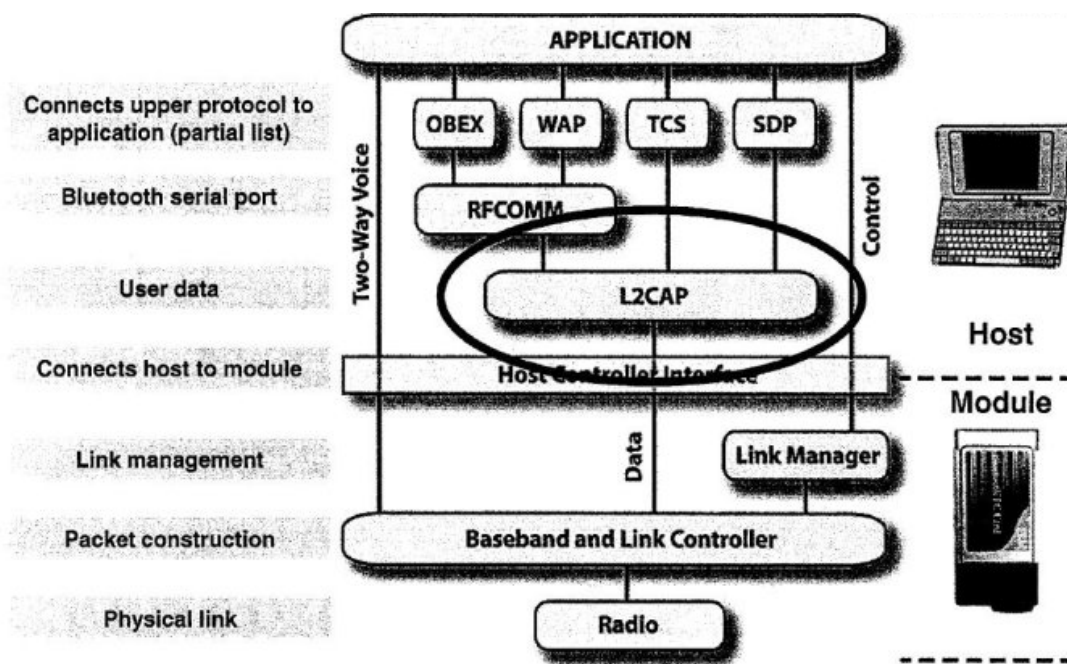 APPLICATION
Connects upper protocol to
application (partial list)
OBEX
WAP
TCS
SDP
Bluetooth serial port
RFCOMM
Two-Way Voice
Control
User data
L2CAP
Host
Connects host to module
Host Controller Interface
Module
Link management
Data
Link Manager
Packet construction
Baseband and Link Controller
Physical link
Radio